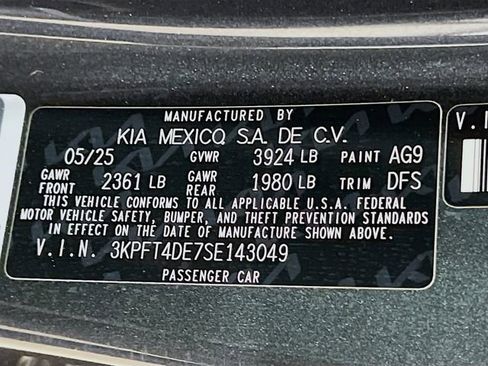 MANUFACTURED BY
KIA MEXICO S.A. DE C.V.
05/25 GVWR 3924 LB PAINT AG9
GAWR FRONT 2361 LB GAWR REAR 1980 LB TRIM DFS
THIS VEHICLE CONFORMS TO ALL APPLICABLE U.S.A. FEDERAL
MOTOR VEHICLE SAFETY, BUMPER, AND THEFT PREVENTION STANDARDS
IN EFFECT ON THE DATE OF MANUFACTURE SHOWN ABOVE
V.I.N. 3KPFT4DE7SE143049
PASSENGER CAR
V.I